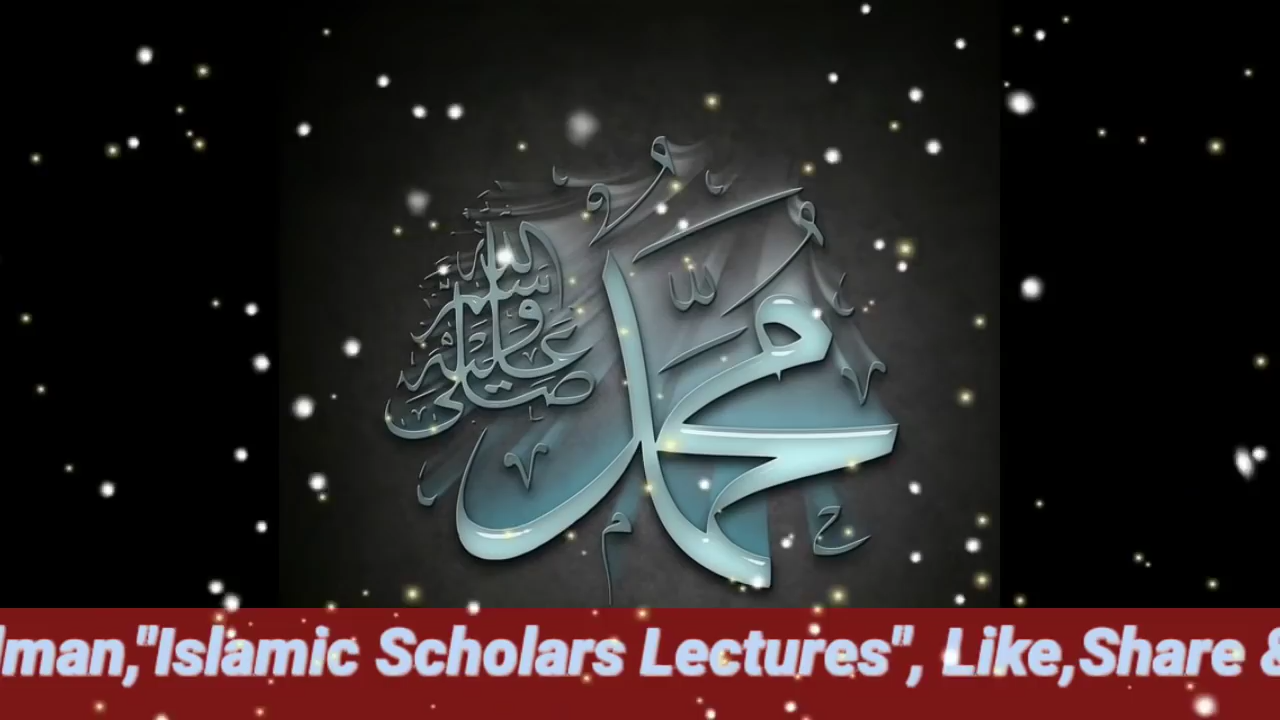 محمد
صلى الله عليه وسلم
lman,"Islamic Scholars Lectures", Like,Share &